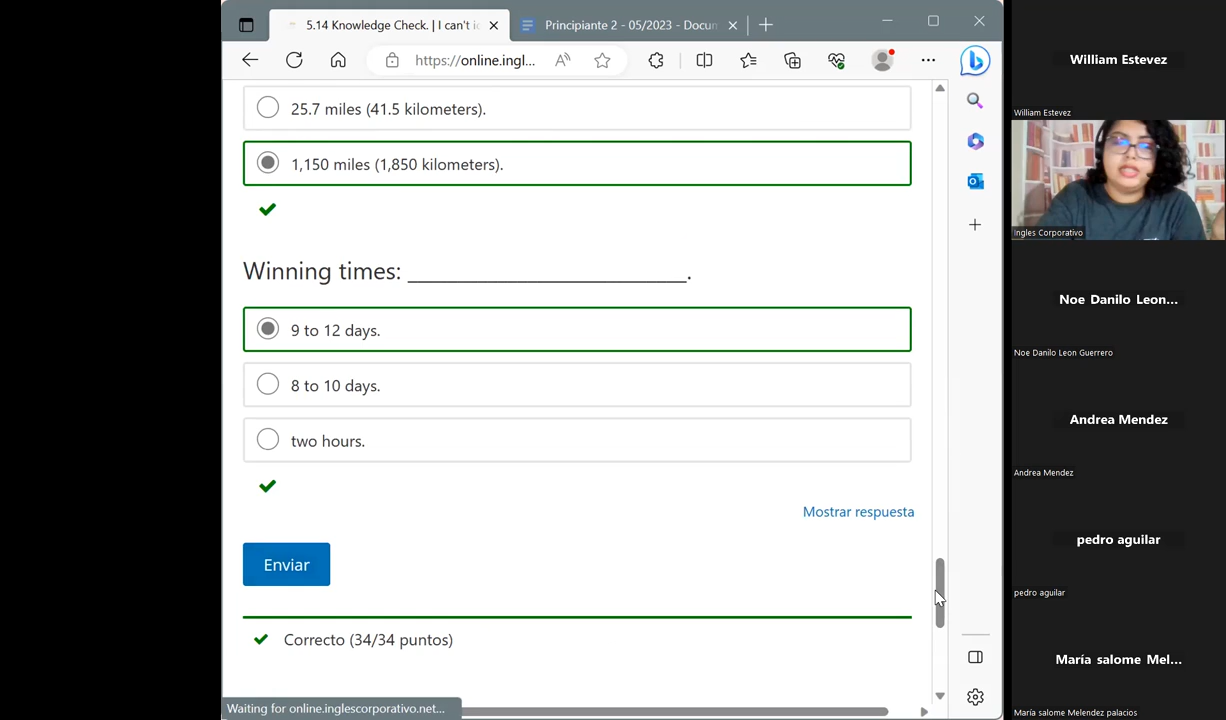 5.14 Knowledge Check. | I can't ic
Principiante 2 - 05/2023 - Docun
https://online.ingl...
25.7 miles (41.5 kilometers).
1,150 miles (1,850 kilometers).
Winning times: ______________________.
9 to 12 days.
8 to 10 days.
two hours.
Mostrar respuesta
Enviar
Correcto (34/34 puntos)
Waiting for online.inglescorporativo.net...
William Estevez
William Estevez
Ingles Corporativo
Noe Danilo Leon...
Noe Danilo Leon Guerrero
Andrea Mendez
Andrea Mendez
pedro aguilar
pedro aguilar
María salome Mel...
María salome Melendez palacios